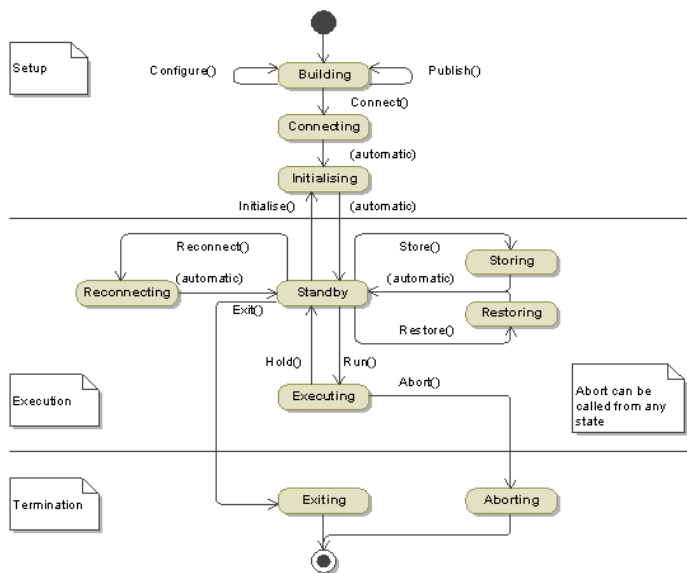 Setup
Configure()
Building
Publish()
Connect()
Connecting
(automatic)
Initialising
Initialise()
(automatic)
Reconnect()
Store()
Storing
(automatic)
(automatic)
Reconnecting
Standby
Exit()
Restoring
Restore()
Hold()
Run()
Execution
Executing
Abort()
Abort can be
called from any
state
Termination
Exiting
Aborting